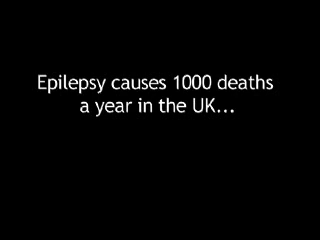 Epilepsy causes 1000 deaths
a year in the UK...